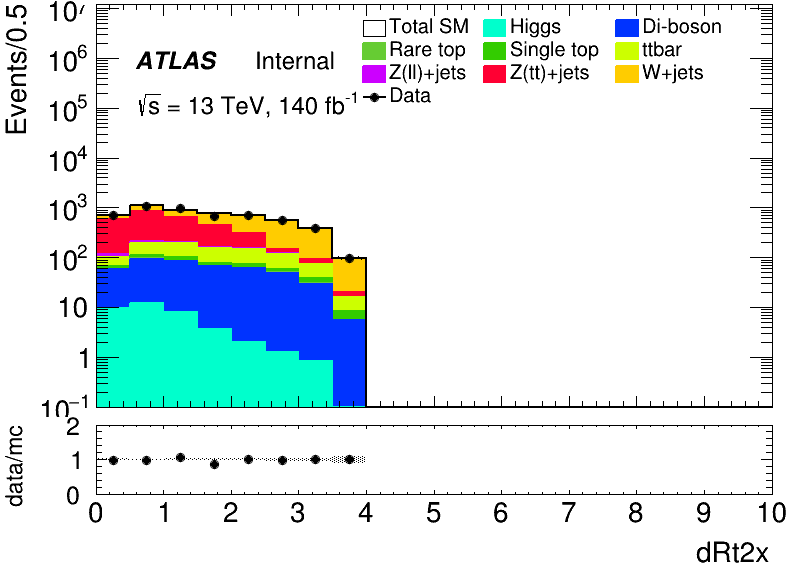 Events/0.5
10⁷
10⁶
10⁵
10⁴
10³
10²
10
1
10⁻¹
ATLAS Internal
√s = 13 TeV, 140 fb⁻¹
Total SM Higgs Di-boson
Rare top Single top ttbar
Z(ll)+jets Z(tt)+jets W+jets
Data
data/mc
2
1
0
0 1 2 3 4 5 6 7 8 9 10
dRt2x